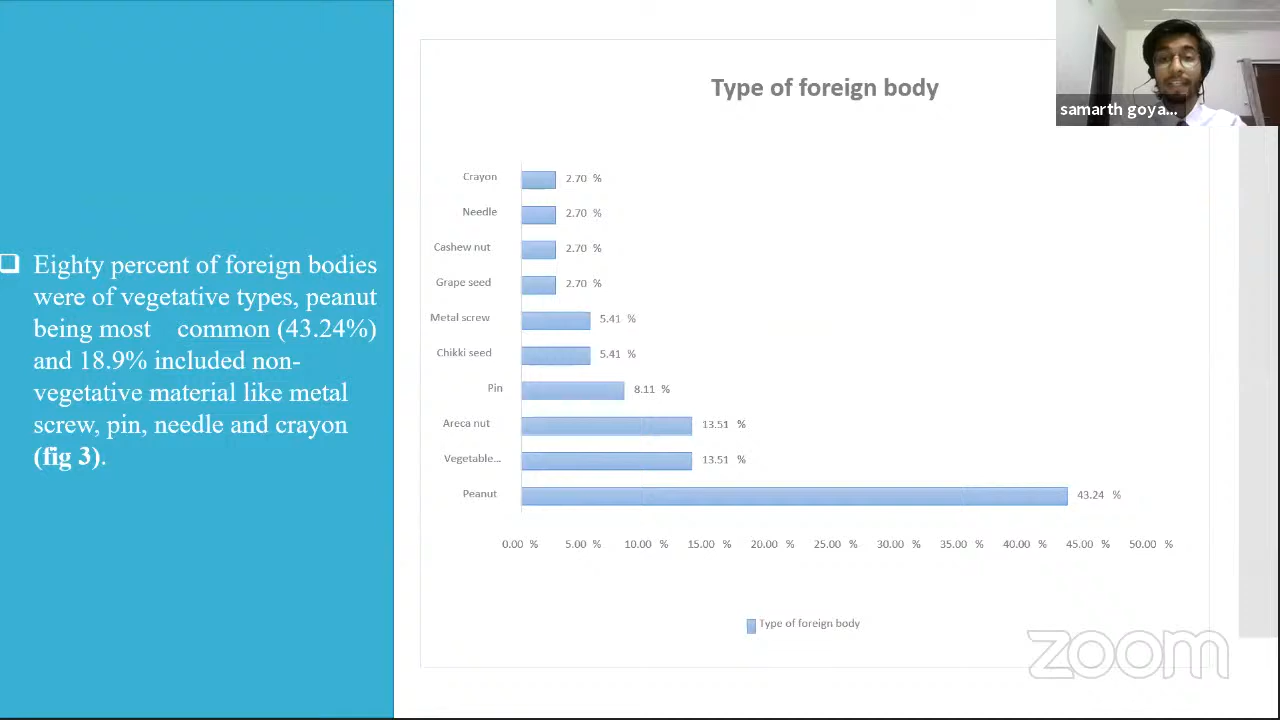 Type of foreign body
samarth goya...
Crayon 2.70 %
Needle 2.70 %
Cashew nut 2.70 %
Grape seed 2.70 %
Metal screw 5.41 %
Chikki seed 5.41 %
Pin 8.11 %
Areca nut 13.51 %
Vegetable... 13.51 %
Peanut 43.24 %
0.00 % 5.00 % 10.00 % 15.00 % 20.00 % 25.00 % 30.00 % 35.00 % 40.00 % 45.00 % 50.00 %
Type of foreign body
❑ Eighty percent of foreign bodies
were of vegetative types, peanut
being most common (43.24%)
and 18.9% included non-
vegetative material like metal
screw, pin, needle and crayon
(fig 3).
zoom